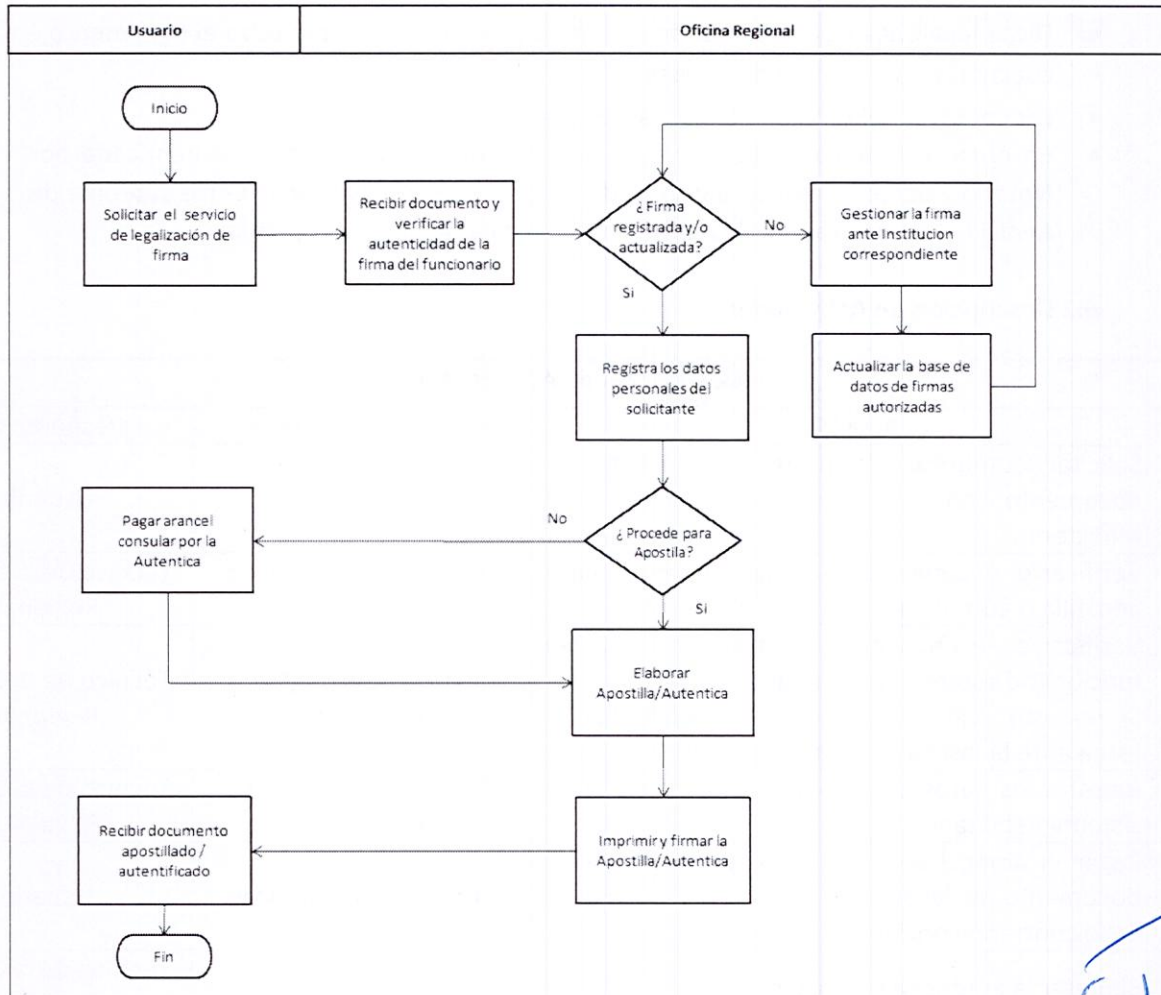 Usuario
Oficina Regional
Inicio
Solicitar el servicio
de legalización de
firma
Recibir documento y
verificar la
autenticidad de la
firma del funcionario
¿Firma
registrada y/o
actualizada?
No
Gestionar la firma
ante Institucion
correspondiente
Si
Registra los datos
personales del
solicitante
Actualizar la base de
datos de firmas
autorizadas
Pagar arancel
consular por la
Autentica
No
¿Procede para
Apostila?
Si
Elaborar
Apostilla/Autentica
Recibir documento
apostillado /
autentificado
Imprimir y firmar la
Apostilla/Autentica
Fin